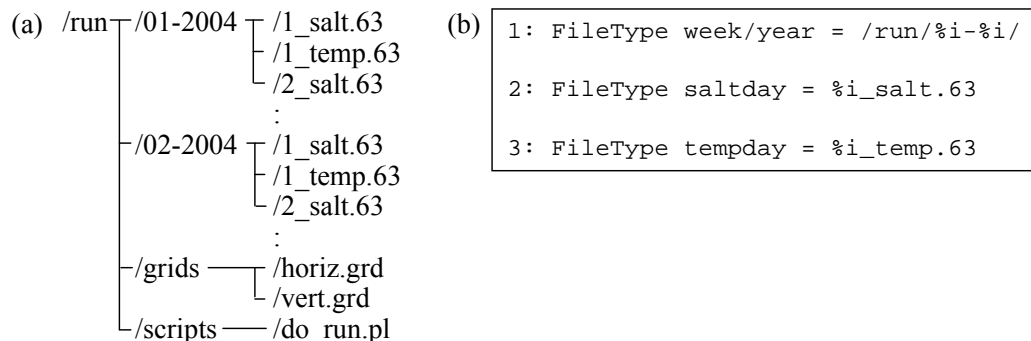 (a) /run /01-2004 /1_salt.63
/1_temp.63
/2_salt.63
:
/02-2004 /1_salt.63
/1_temp.63
/2_salt.63
:
/grids /horiz.grd
/vert.grd
/scripts /do_run.pl
(b)
1: FileType week/year = /run/%i-%i/
2: FileType saltday = %i_salt.63
3: FileType tempday = %i_temp.63